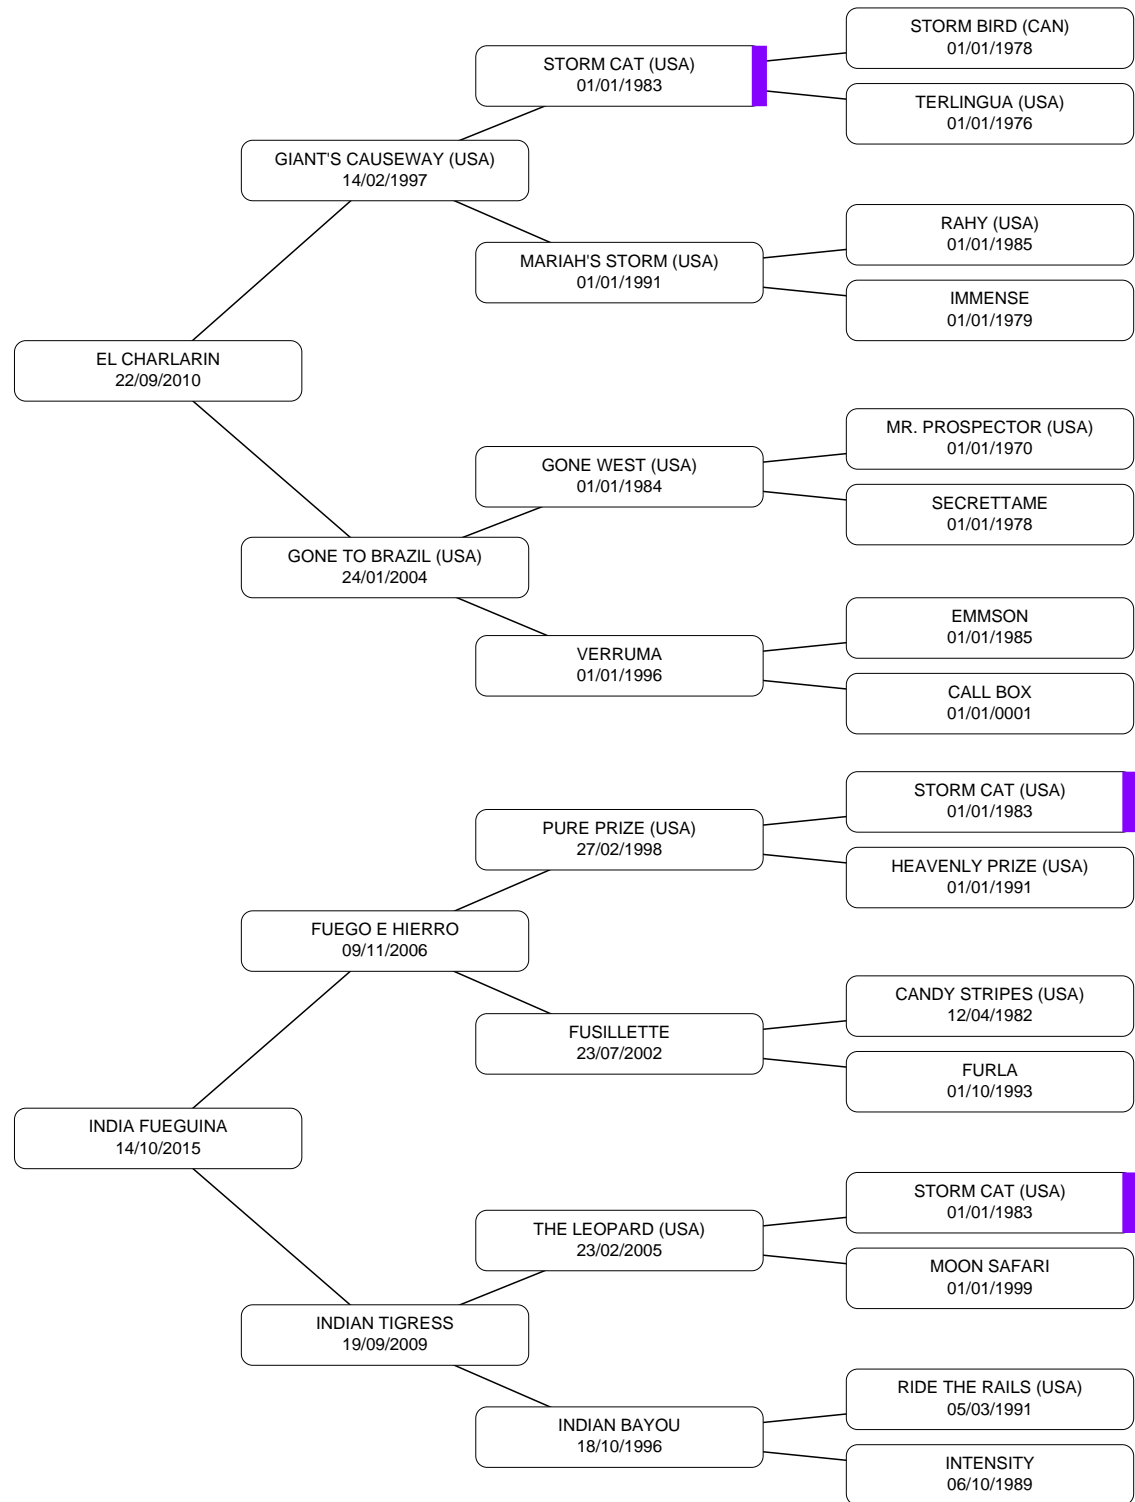 STORM BIRD (CAN)
01/01/1978
STORM CAT (USA)
01/01/1983
TERLINGUA (USA)
01/01/1976
GIANT'S CAUSEWAY (USA)
14/02/1997
RAHY (USA)
01/01/1985
MARIAH'S STORM (USA)
01/01/1991
IMMENSE
01/01/1979
EL CHARLARIN
22/09/2010
MR. PROSPECTOR (USA)
01/01/1970
GONE WEST (USA)
01/01/1984
SECRETTAME
01/01/1978
GONE TO BRAZIL (USA)
24/01/2004
EMMSON
01/01/1985
VERRUMA
01/01/1996
CALL BOX
01/01/0001
STORM CAT (USA)
01/01/1983
PURE PRIZE (USA)
27/02/1998
HEAVENLY PRIZE (USA)
01/01/1991
FUEGO E HIERRO
09/11/2006
CANDY STRIPES (USA)
12/04/1982
FUSILLETTE
23/07/2002
FURLA
01/10/1993
INDIA FUEGUINA
14/10/2015
STORM CAT (USA)
01/01/1983
THE LEOPARD (USA)
23/02/2005
MOON SAFARI
01/01/1999
INDIAN TIGRESS
19/09/2009
RIDE THE RAILS (USA)
05/03/1991
INDIAN BAYOU
18/10/1996
INTENSITY
06/10/1989